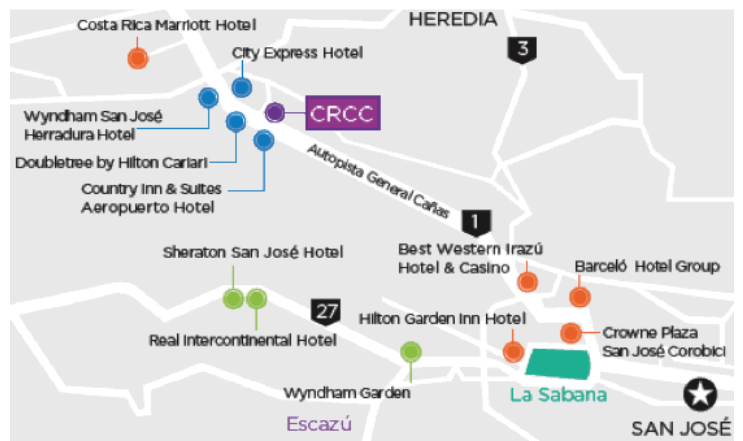 Costa Rica Marriott Hotel
HEREDIA
City Express Hotel
3
Wyndham San José
Herradura Hotel
CRCC
Doubletree by Hilton Cariari
Country Inn & Suites
Aeropuerto Hotel
Autopista General Cañas
1
Sheraton San José Hotel
Best Western Irazú
Hotel & Casino
Barceló Hotel Group
27
Real Intercontinental Hotel
Hilton Garden Inn Hotel
Crowne Plaza
San José Corobici
Wyndham Garden
La Sabana
Escazú
SAN JOSÉ